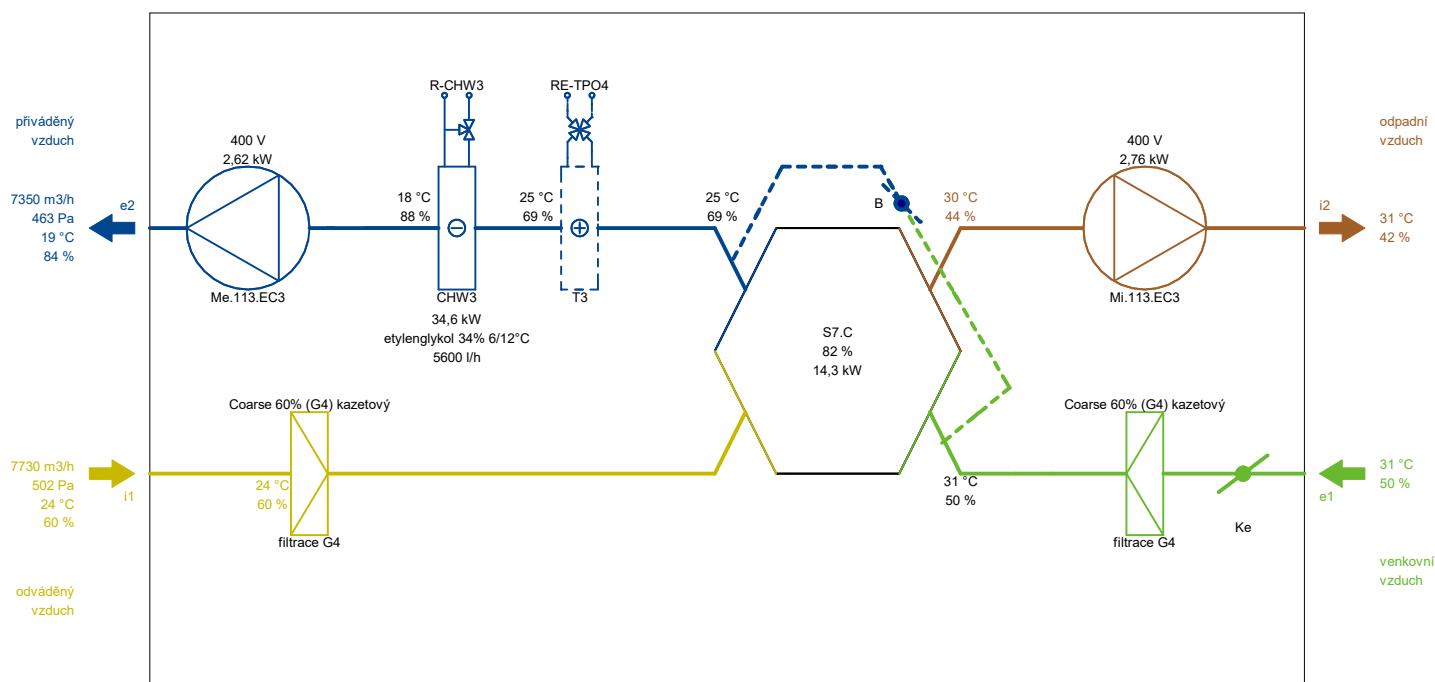 R-CHW3
RE-TPO4
přiváděný
vzduch
odpadní
vzduch
400 V
2,62 kW
400 V
2,76 kW
7350 m3/h
463 Pa
19 °C
84 %
e2
18 °C
88 %
25 °C
69 %
25 °C
69 %
B
30 °C
44 %
i2
31 °C
42 %
Me.113.EC3
CHW3
T3
Mi.113.EC3
34,6 kW
etylenglykol 34% 6/12°C
5600 l/h
S7.C
82 %
14,3 kW
Coarse 60% (G4) kazetový
Coarse 60% (G4) kazetový
7730 m3/h
502 Pa
24 °C
60 %
i1
24 °C
60 %
31 °C
50 %
31 °C
50 %
e1
filtrace G4
filtrace G4
Ke
odváděný
vzduch
venkovní
vzduch